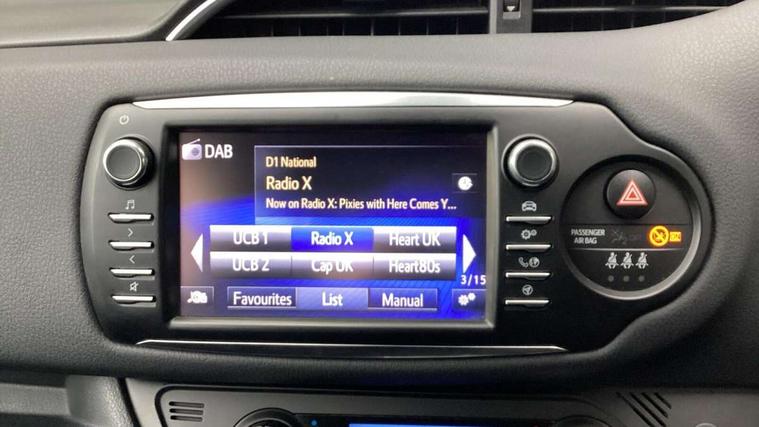 DAB
D1 National
Radio X
Now on Radio X: Pixies with Here Comes Y...
UCB 1 Radio X Heart UK
UCB 2 Cap UK Heart80s
3/15
Favourites List Manual
PASSENGER
AIR BAG
ON